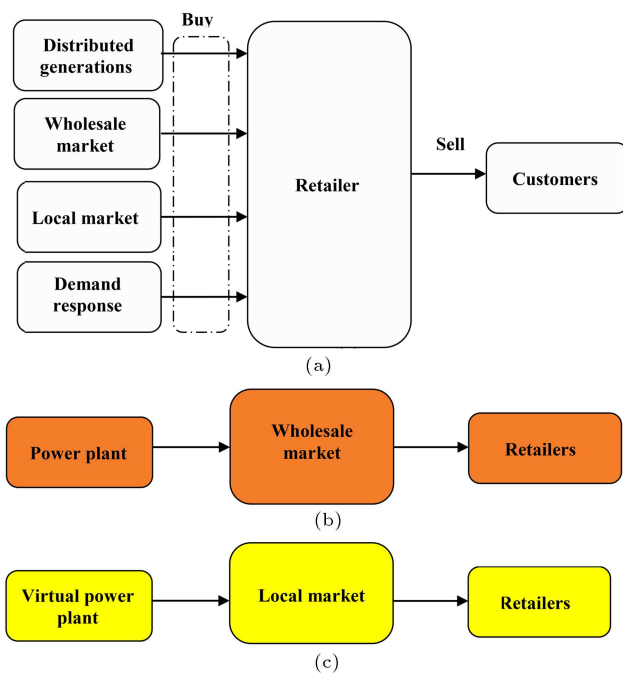 Buy
Distributed
generations
Wholesale
market
Local market
Demand
response
Retailer
Sell
Customers
(a)
Power plant
Wholesale
market
Retailers
(b)
Virtual power
plant
Local market
Retailers
(c)